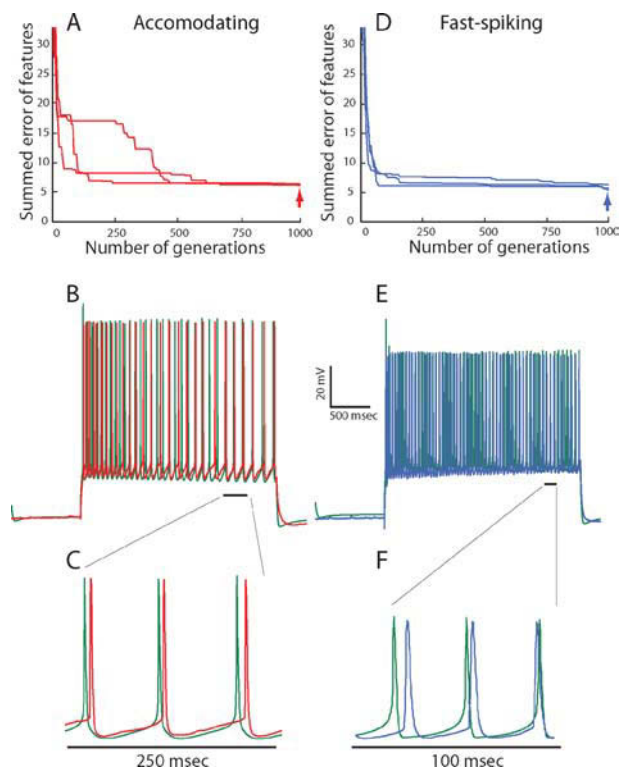 A Accomodating
30
25
20
15
10
5
0
Summed error of features
0 250 500 750 1000
Number of generations
D Fast-spiking
30
25
20
15
10
5
0
Summed error of features
0 250 500 750 1000
Number of generations
B
E
20 mV
500 msec
C
250 msec
F
100 msec